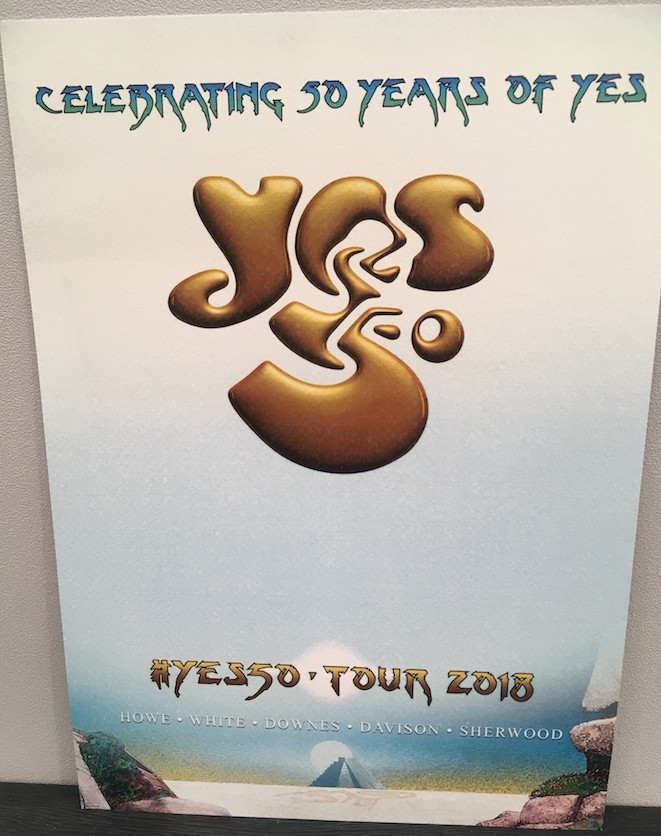 CELEBRATING 50 YEARS OF YES
yes
50
#YES50 · TOUR 2018
HOWE • WHITE • DOWNES • DAVISON • SHERWOOD